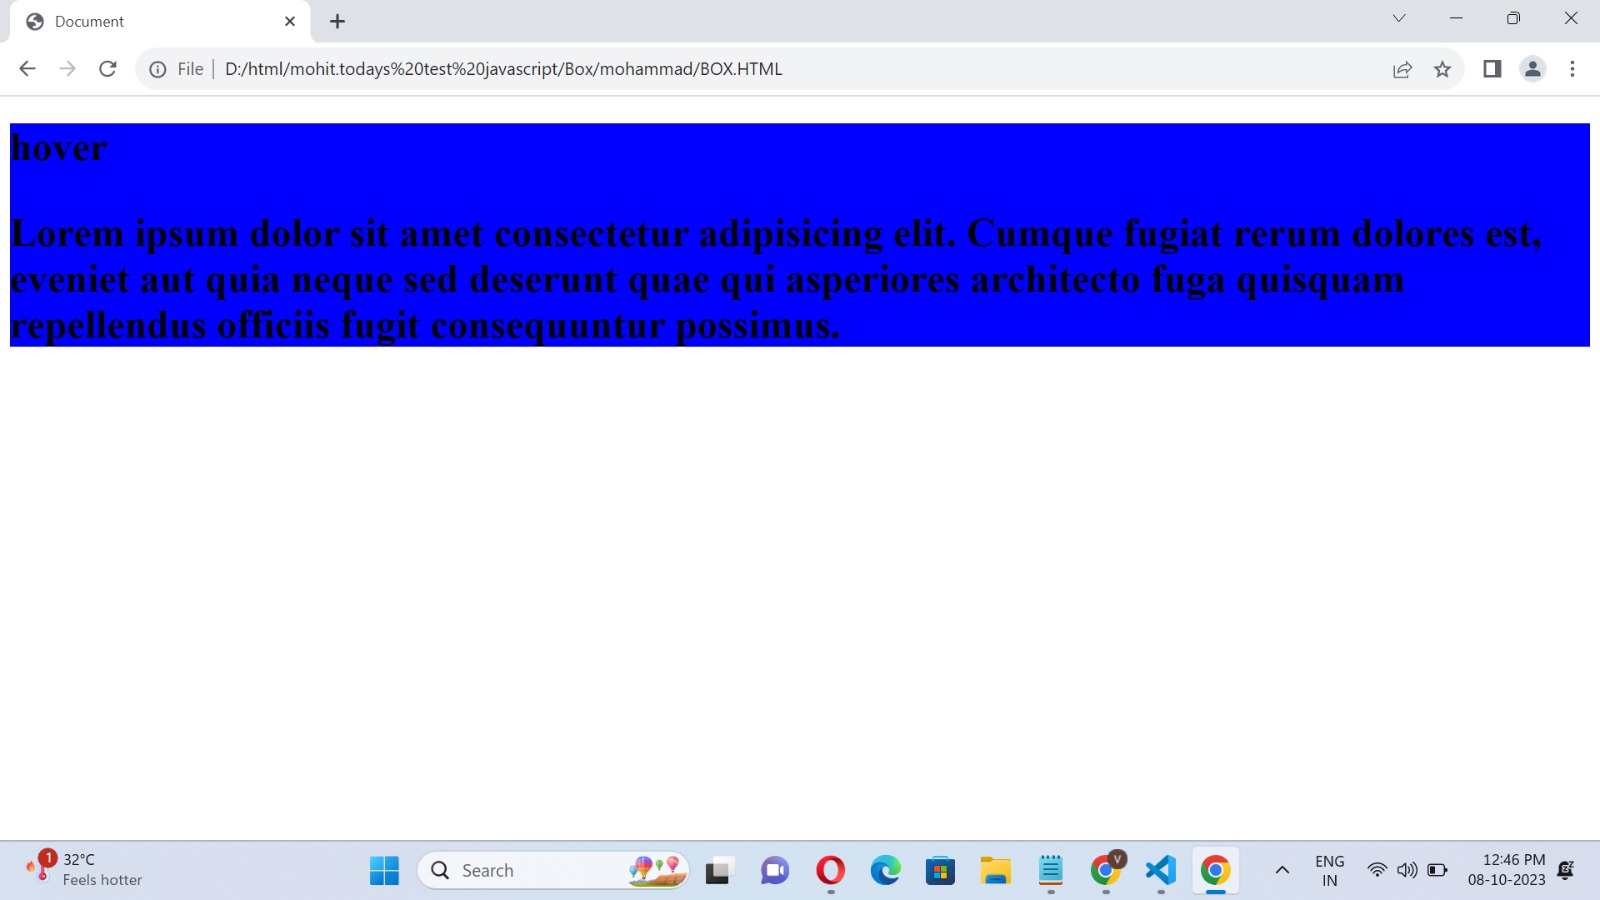 Document
File
D:/html/mohit.todays%20test%20javascript/Box/mohammad/BOX.HTML
hover
Lorem ipsum dolor sit amet consectetur adipisicing elit. Cumque fugiat rerum dolores est,
eveniet aut quia neque sed deserunt quae qui asperiores architecto fuga quisquam
repellendus officiis fugit consequuntur possimus.
1
32°C
Feels hotter
Search
V
ENG
IN
12:46 PM
08-10-2023